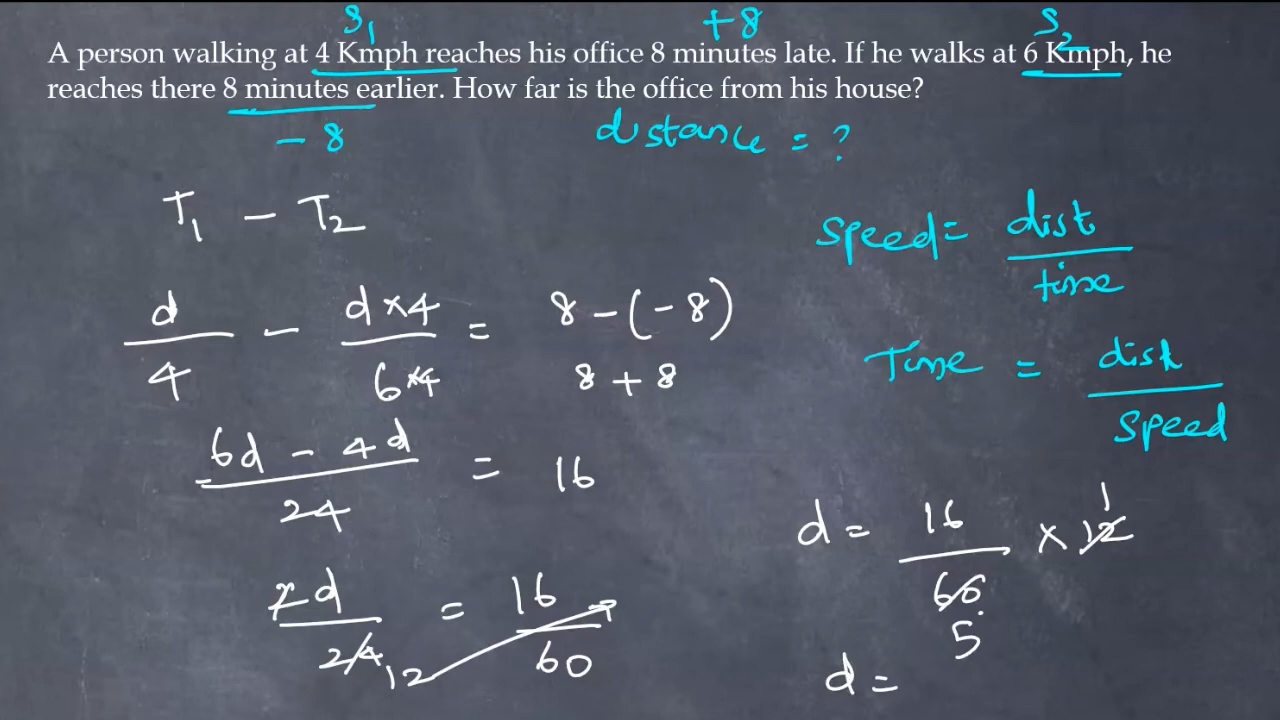 S1 +8 S2
A person walking at 4 Kmph reaches his office 8 minutes late. If he walks at 6 Kmph, he
reaches there 8 minutes earlier. How far is the office from his house?
- 8 distance = ?
T1 - T2
speed = dist / time
d / 4 - d × 4 / 6 × 4 = 8 - (- 8)
8 + 8
Time = dist / speed
6d - 4d / 24 = 16
d = 16 / 60 × 12 1
5
2d / 24 12 = 16 / 60
d =